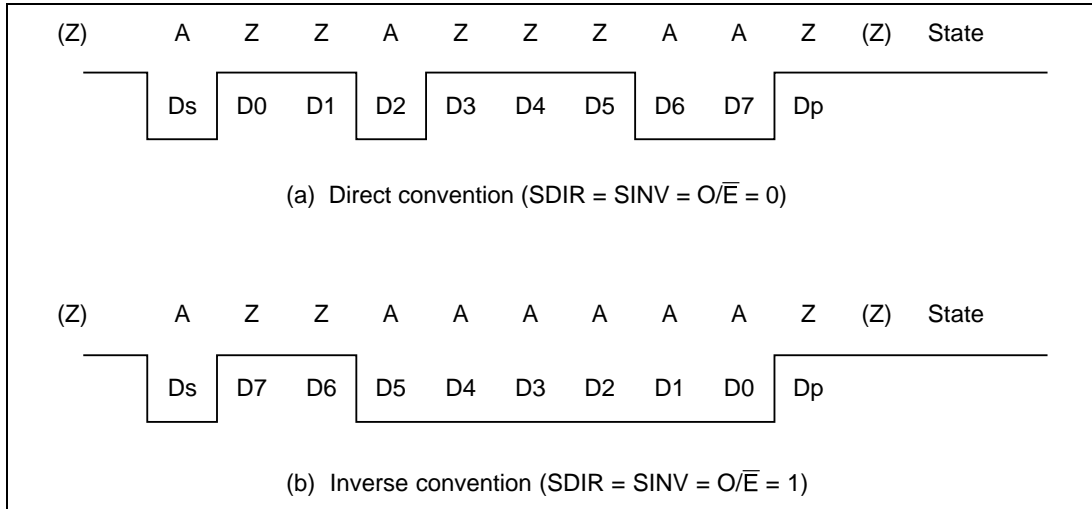 (Z) A Z Z A Z Z Z A A Z (Z) State
Ds D0 D1 D2 D3 D4 D5 D6 D7 Dp
(a) Direct convention (SDIR = SINV = O/E̅ = 0)
(Z) A Z Z A A A A A A Z (Z) State
Ds D7 D6 D5 D4 D3 D2 D1 D0 Dp
(b) Inverse convention (SDIR = SINV = O/E̅ = 1)